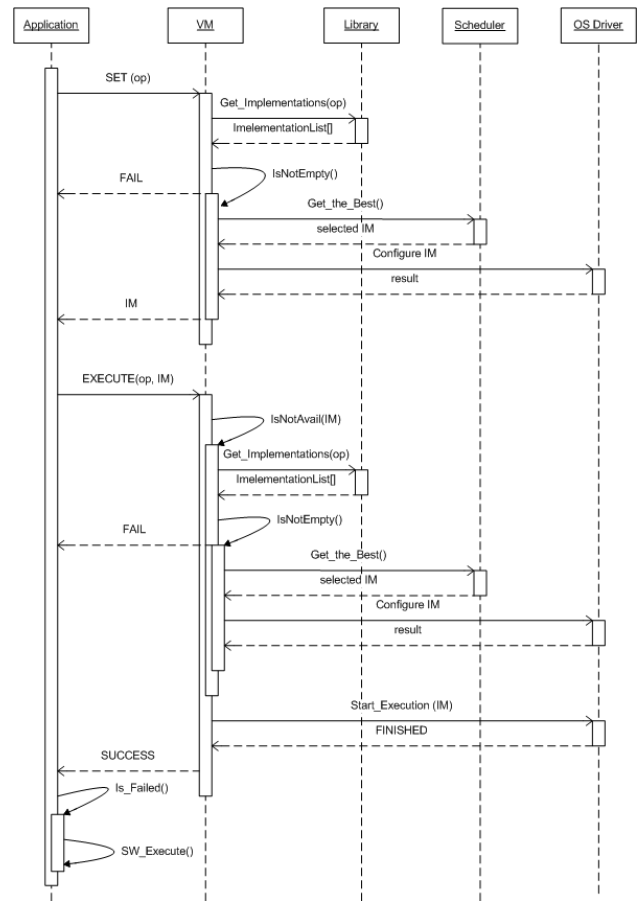 Application
VM
Library
Scheduler
OS Driver
SET (op)
Get_Implementations(op)
ImelementationList[]
IsNotEmpty()
FAIL
Get_the_Best()
selected IM
Configure IM
result
IM
EXECUTE(op, IM)
IsNotAvail(IM)
Get_Implementations(op)
ImelementationList[]
IsNotEmpty()
FAIL
Get_the_Best()
selected IM
Configure IM
result
Start_Execution (IM)
FINISHED
SUCCESS
Is_Failed()
SW_Execute()